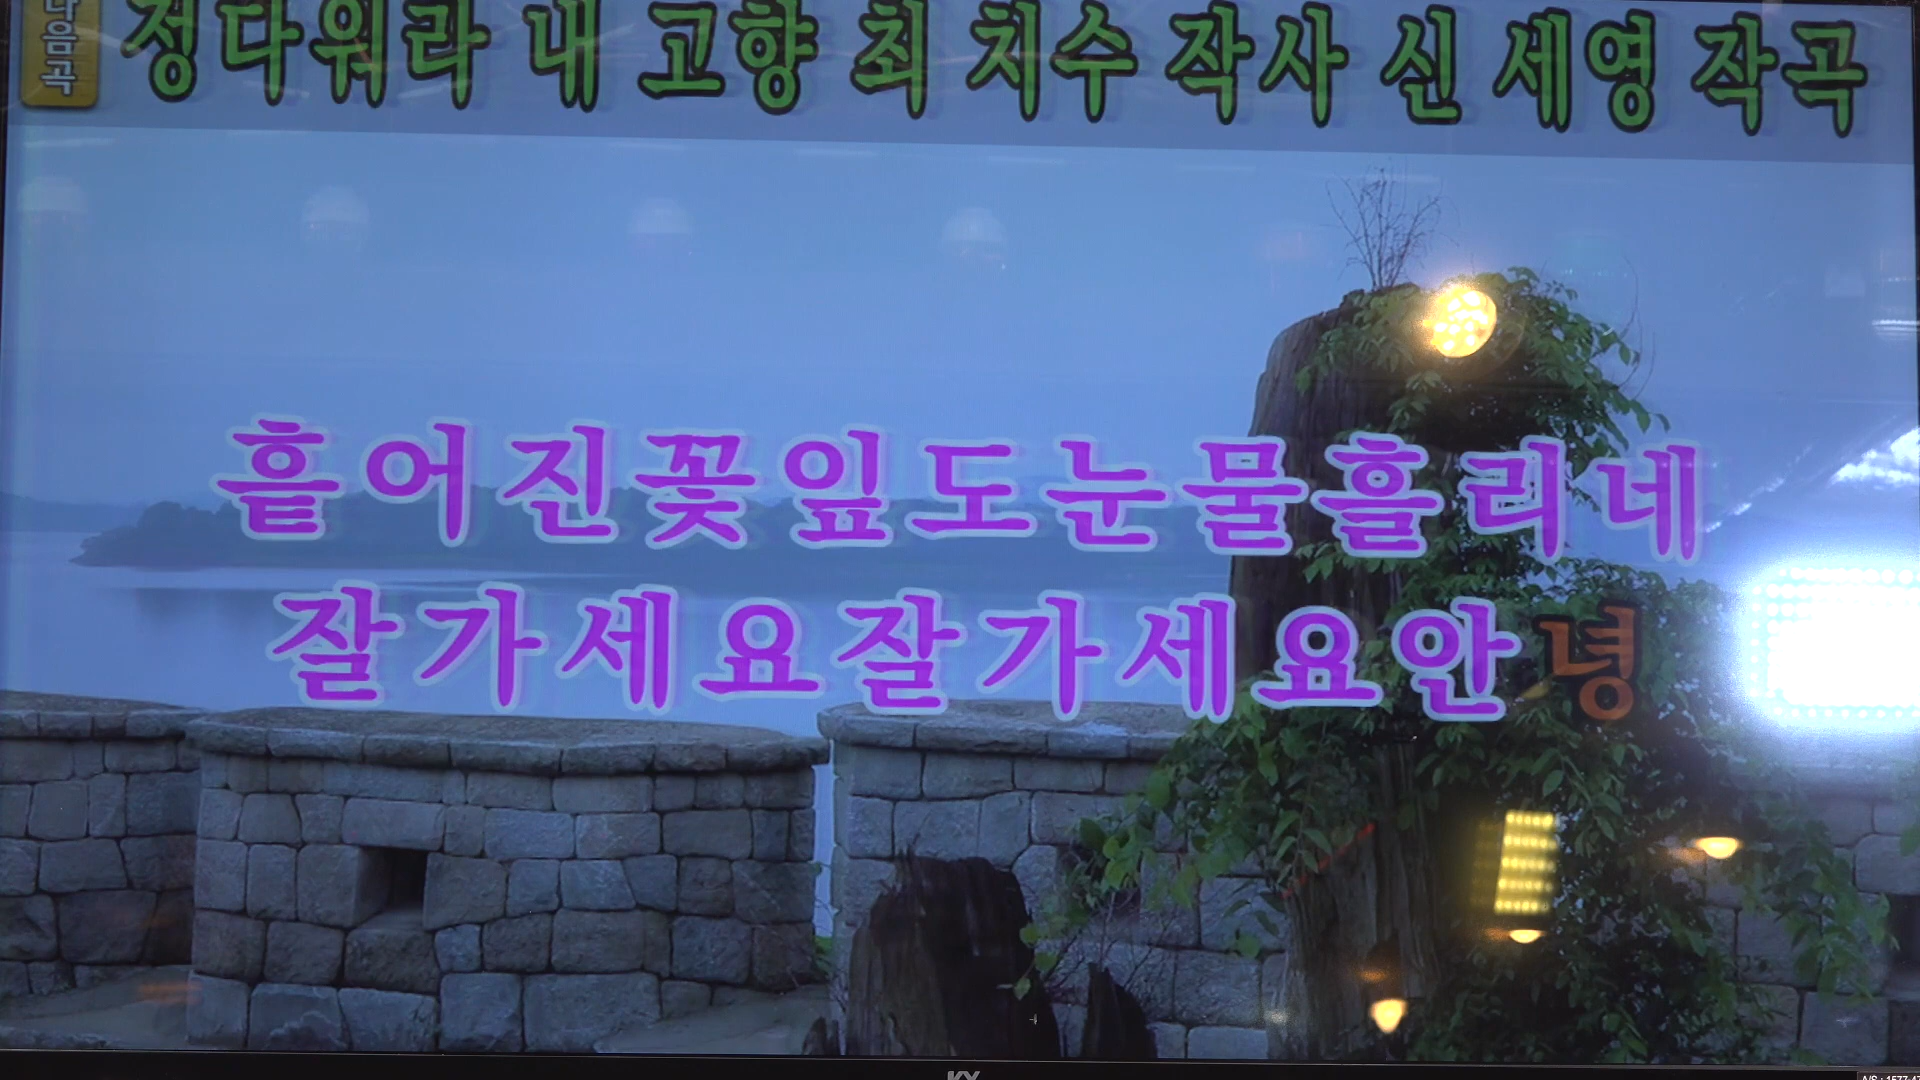 다음곡
정다워라 내 고향 최 치수 작사 신 세영 작곡
흩어진꽃잎도눈물흘리네
잘가세요잘가세요안녕